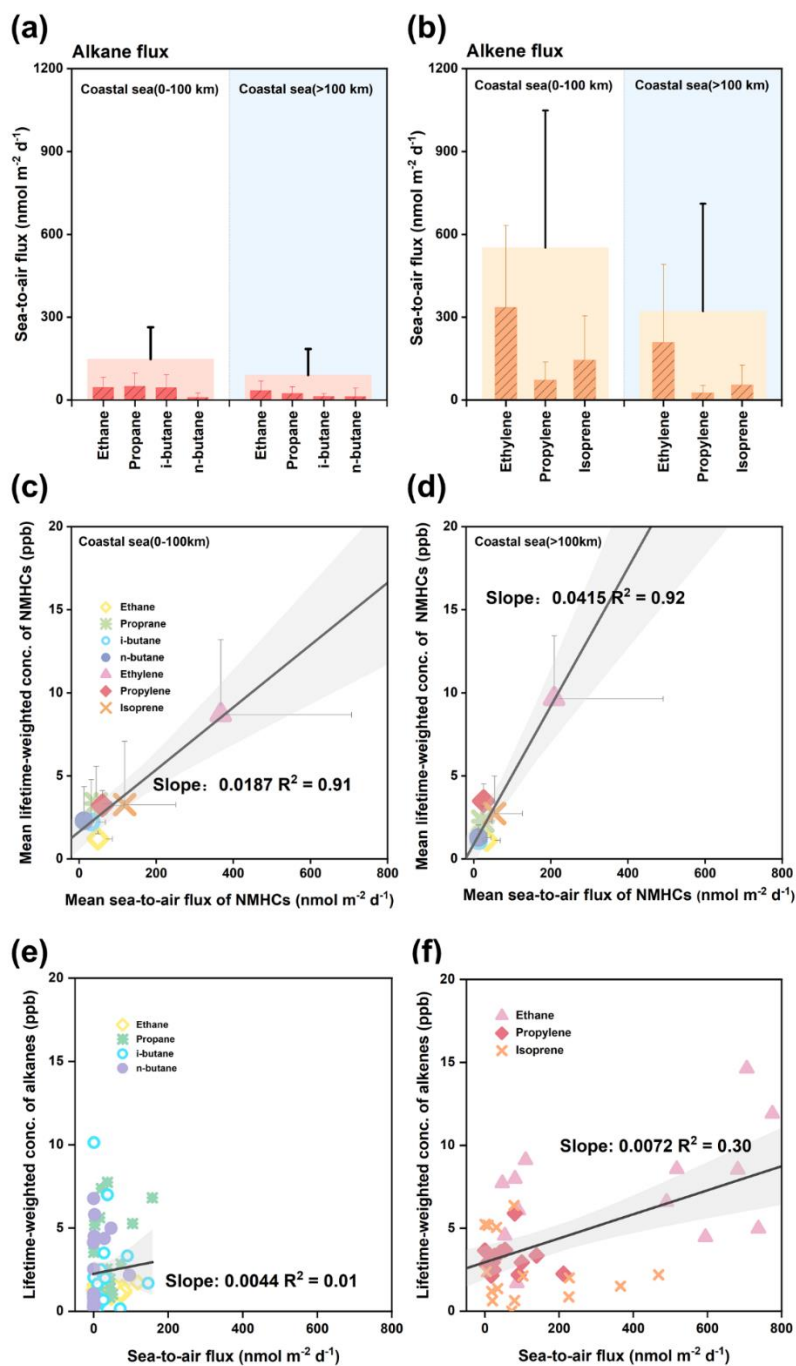 (a)
Alkane flux
Sea-to-air flux (nmol m⁻² d⁻¹)
1200
900
600
300
0
Coastal sea(0-100 km)
Coastal sea(>100 km)
Ethane
Propane
i-butane
n-butane
Ethane
Propane
i-butane
n-butane
(b)
Alkene flux
Sea-to-air flux (nmol m⁻² d⁻¹)
1200
900
600
300
0
Coastal sea(0-100 km)
Coastal sea(>100 km)
Ethylene
Propylene
Isoprene
Ethylene
Propylene
Isoprene
(c)
Mean lifetime-weighted conc. of NMHCs (ppb)
20
15
10
5
0
Coastal sea(0-100km)
Ethane
Proprane
i-butane
n-butane
Ethylene
Propylene
Isoprene
Slope: 0.0187 R² = 0.91
0 200 400 600 800
Mean sea-to-air flux of NMHCs (nmol m⁻² d⁻¹)
(d)
Mean lifetime-weighted conc. of NMHCs (ppb)
20
15
10
5
0
Coastal sea(>100km)
Slope: 0.0415 R² = 0.92
0 200 400 600 800
Mean sea-to-air flux of NMHCs (nmol m⁻² d⁻¹)
(e)
Lifetime-weighted conc. of alkanes (ppb)
20
15
10
5
0
Ethane
Propane
i-butane
n-butane
Slope: 0.0044 R² = 0.01
0 200 400 600 800
Sea-to-air flux (nmol m⁻² d⁻¹)
(f)
Lifetime-weighted conc. of alkenes (ppb)
20
15
10
5
0
Ethane
Propylene
Isoprene
Slope: 0.0072 R² = 0.30
0 200 400 600 800
Sea-to-air flux (nmol m⁻² d⁻¹)